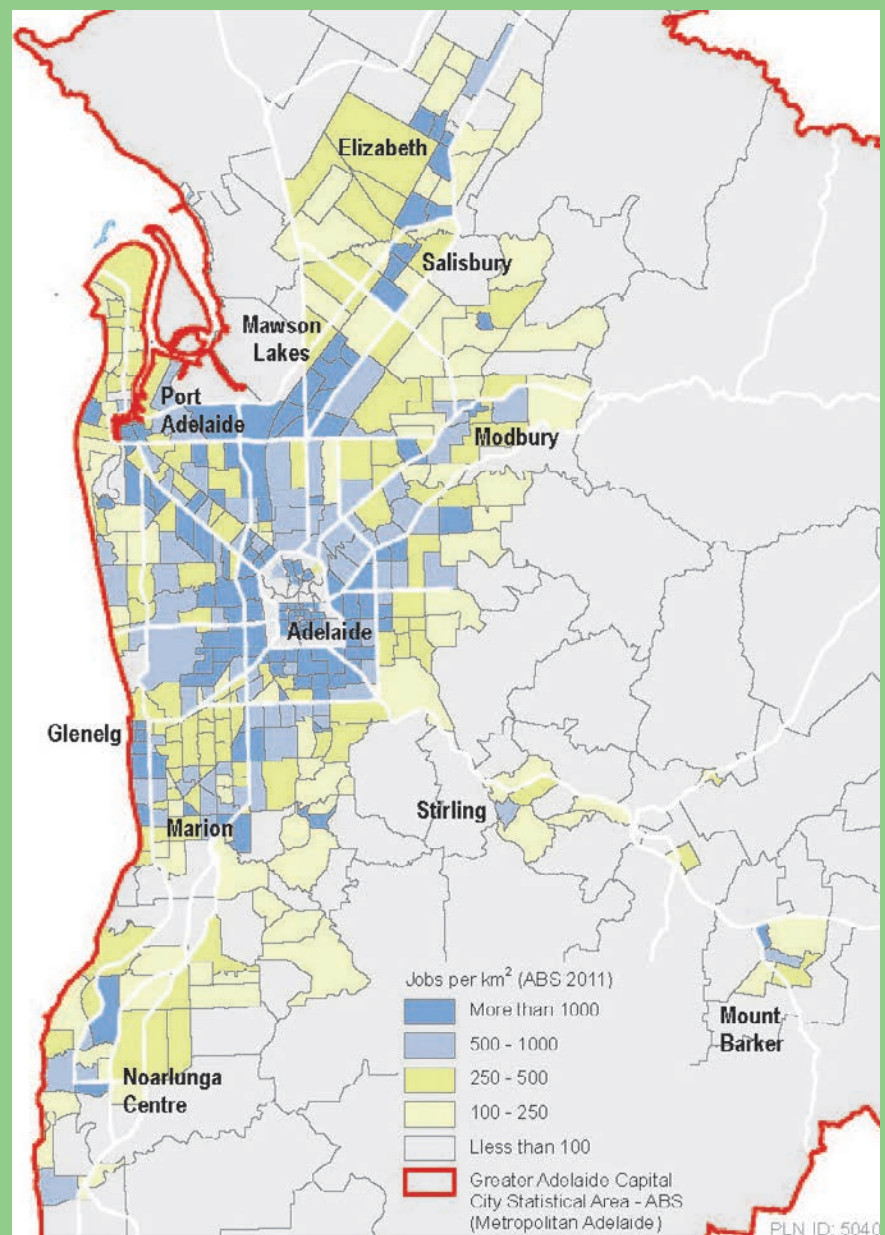 Elizabeth
Salisbury
Mawson
Lakes
Port
Adelaide
Modbury
Adelaide
Glenelg
Stirling
Marion
Mount
Barker
Noarlunga
Centre
Jobs per km² (ABS 2011)
More than 1000
500 - 1000
250 - 500
100 - 250
Lless than 100
Greater Adelaide Capital
City Statistical Area - ABS
(Metropolitan Adelaide)
PLN ID: 5040